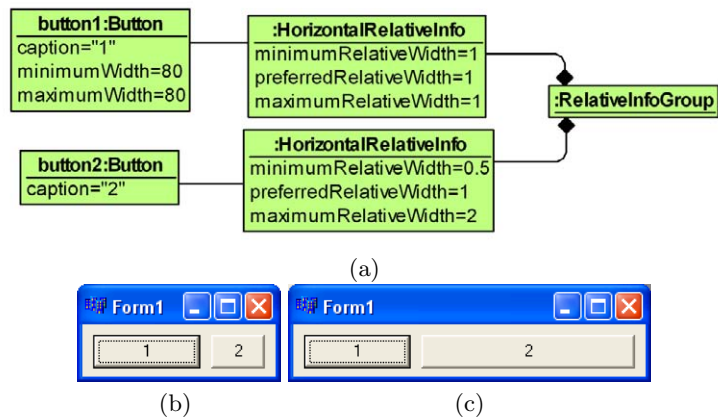 button1:Button
caption="1"
minimumWidth=80
maximumWidth=80
:HorizontalRelativeInfo
minimumRelativeWidth=1
preferredRelativeWidth=1
maximumRelativeWidth=1
:RelativeInfoGroup
button2:Button
caption="2"
:HorizontalRelativeInfo
minimumRelativeWidth=0.5
preferredRelativeWidth=1
maximumRelativeWidth=2
(a)
Form1
1 2
(b)
Form1
1 2
(c)